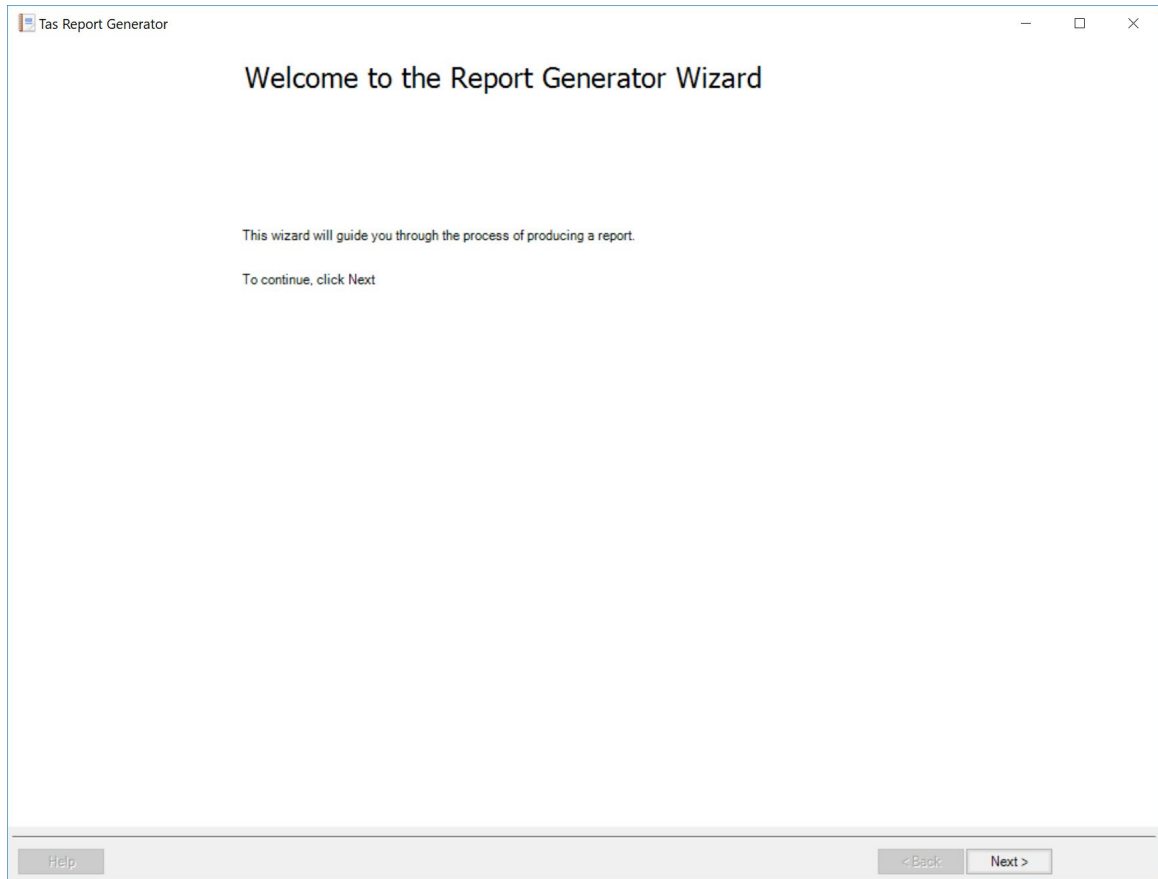 Tas Report Generator
Welcome to the Report Generator Wizard
This wizard will guide you through the process of producing a report.
To continue, click Next
Help
< Back
Next >